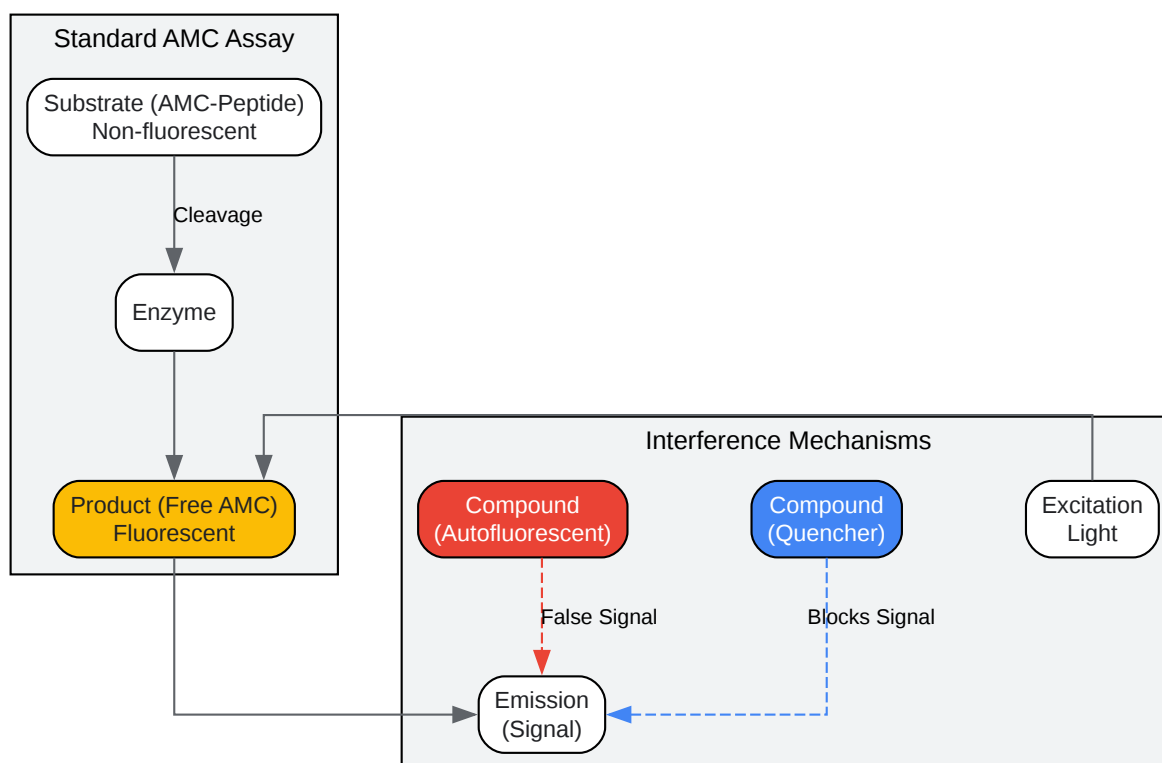 Standard AMC Assay
Substrate (AMC-Peptide)
Non-fluorescent
Cleavage
Enzyme
Product (Free AMC)
Fluorescent
Interference Mechanisms
Compound
(Autofluorescent)
Compound
(Quencher)
Excitation
Light
False Signal
Blocks Signal
Emission
(Signal)